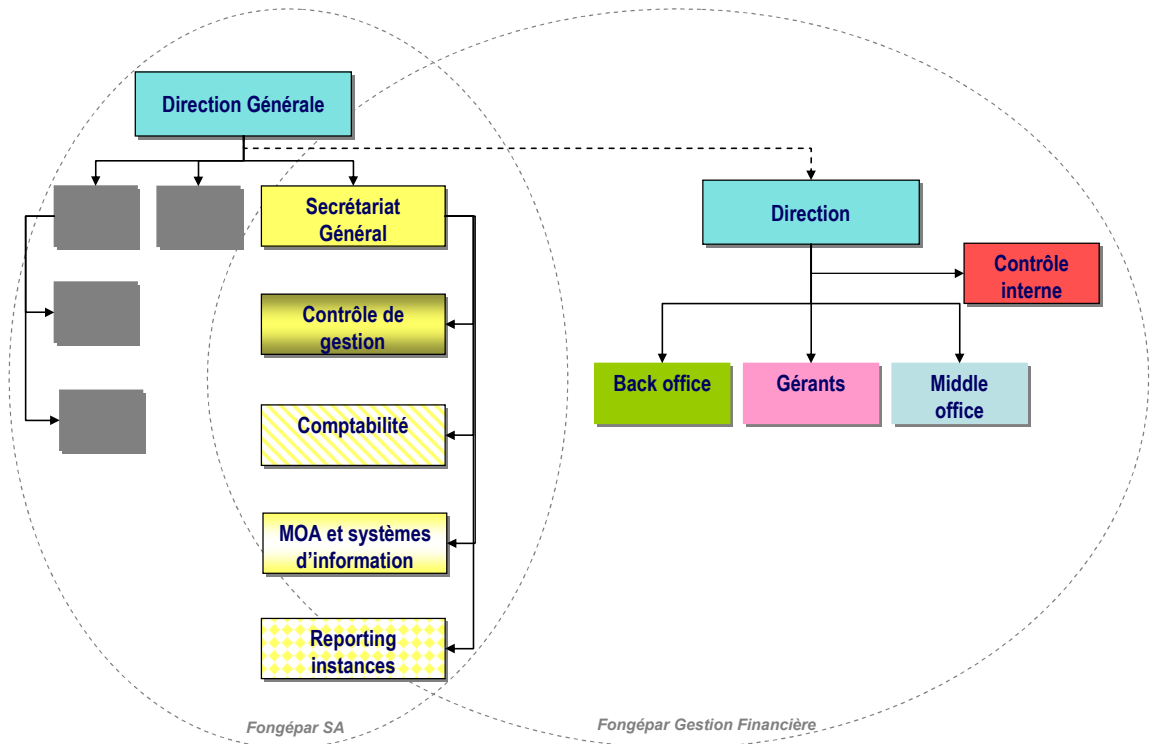 Direction Générale
Secrétariat
Général
Contrôle de
gestion
Comptabilité
MOA et systèmes
d’information
Reporting
instances
Direction
Contrôle
interne
Back office
Gérants
Middle
office
Fongépar SA
Fongépar Gestion Financière